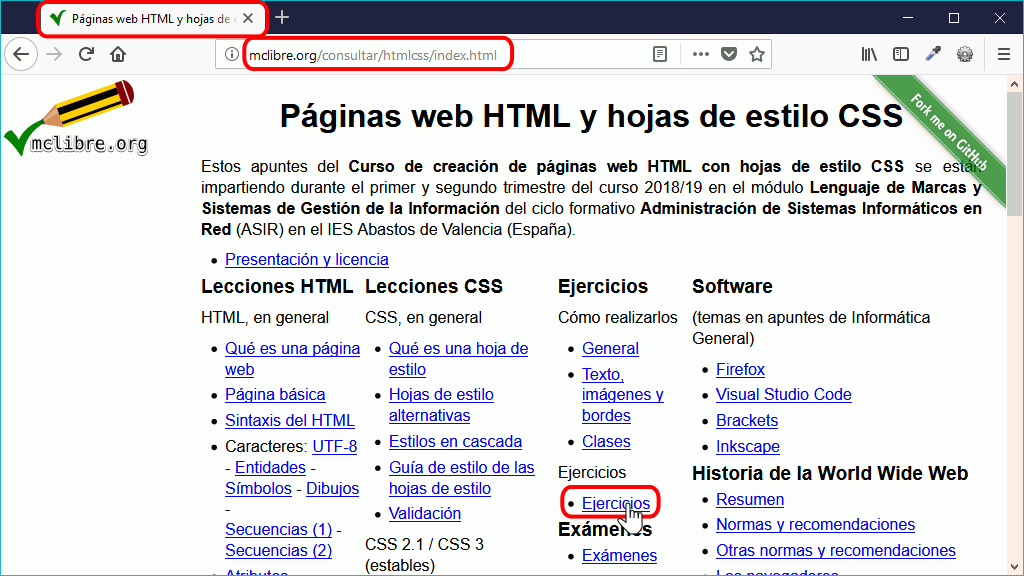 Páginas web HTML y hojas de
mclibre.org/consultar/htmlcss/index.html
mclibre.org
Páginas web HTML y hojas de estilo CSS
Fork me on GitHub
Estos apuntes del Curso de creación de páginas web HTML con hojas de estilo CSS se están
impartiendo durante el primer y segundo trimestre del curso 2018/19 en el módulo Lenguaje de Marcas y
Sistemas de Gestión de la Información del ciclo formativo Administración de Sistemas Informáticos en
Red (ASIR) en el IES Abastos de Valencia (España).
Presentación y licencia
Lecciones HTML
HTML, en general
Qué es una página
web
Página básica
Sintaxis del HTML
Caracteres: UTF-8
- Entidades -
Símbolos - Dibujos
-
Secuencias (1) -
Secuencias (2)
Atributos
Lecciones CSS
CSS, en general
Qué es una hoja de
estilo
Hojas de estilo
alternativas
Estilos en cascada
Guía de estilo de las
hojas de estilo
Validación
CSS 2.1 / CSS 3
(estables)
Ejercicios
Cómo realizarlos
General
Texto,
imágenes y
bordes
Clases
Ejercicios
Ejercicios
Exámenes
Exámenes
Software
(temas en apuntes de Informática
General)
Firefox
Visual Studio Code
Brackets
Inkscape
Historia de la World Wide Web
Resumen
Normas y recomendaciones
Otras normas y recomendaciones
Los navegadores